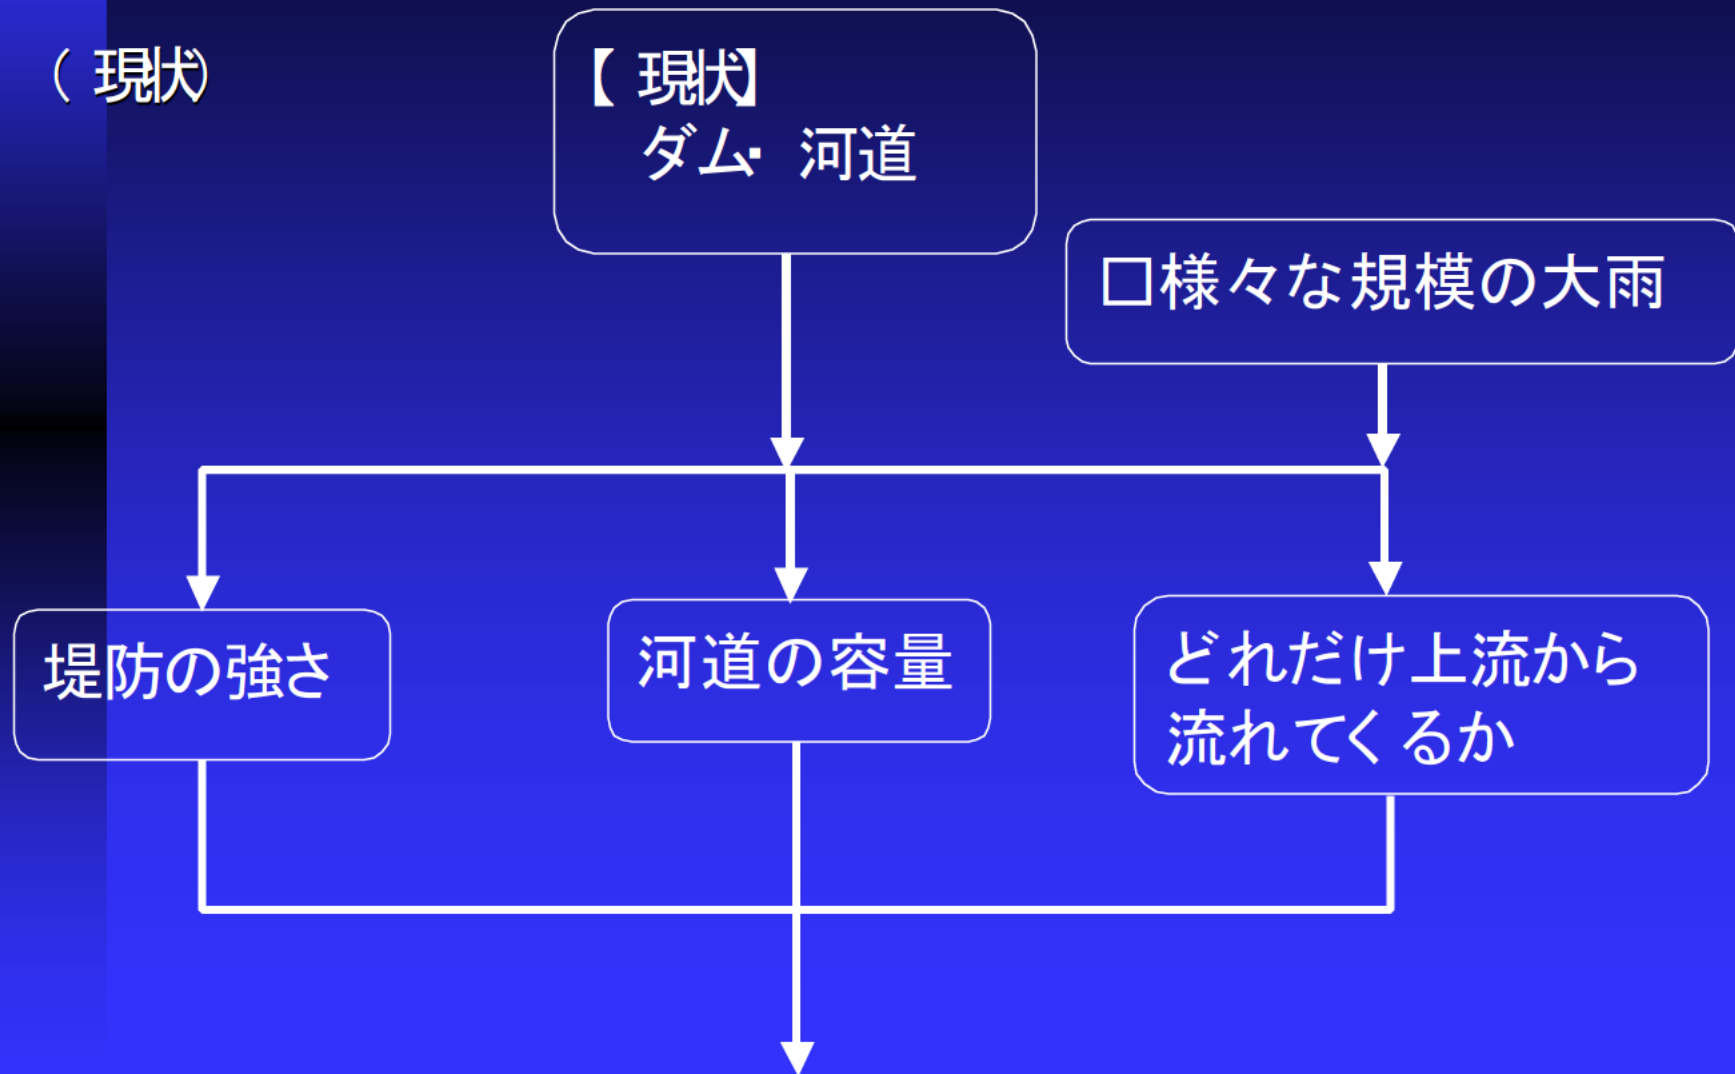 （現状）
【現状】
ダム・河道
□様々な規模の大雨
堤防の強さ
河道の容量
どれだけ上流から
流れてくるか